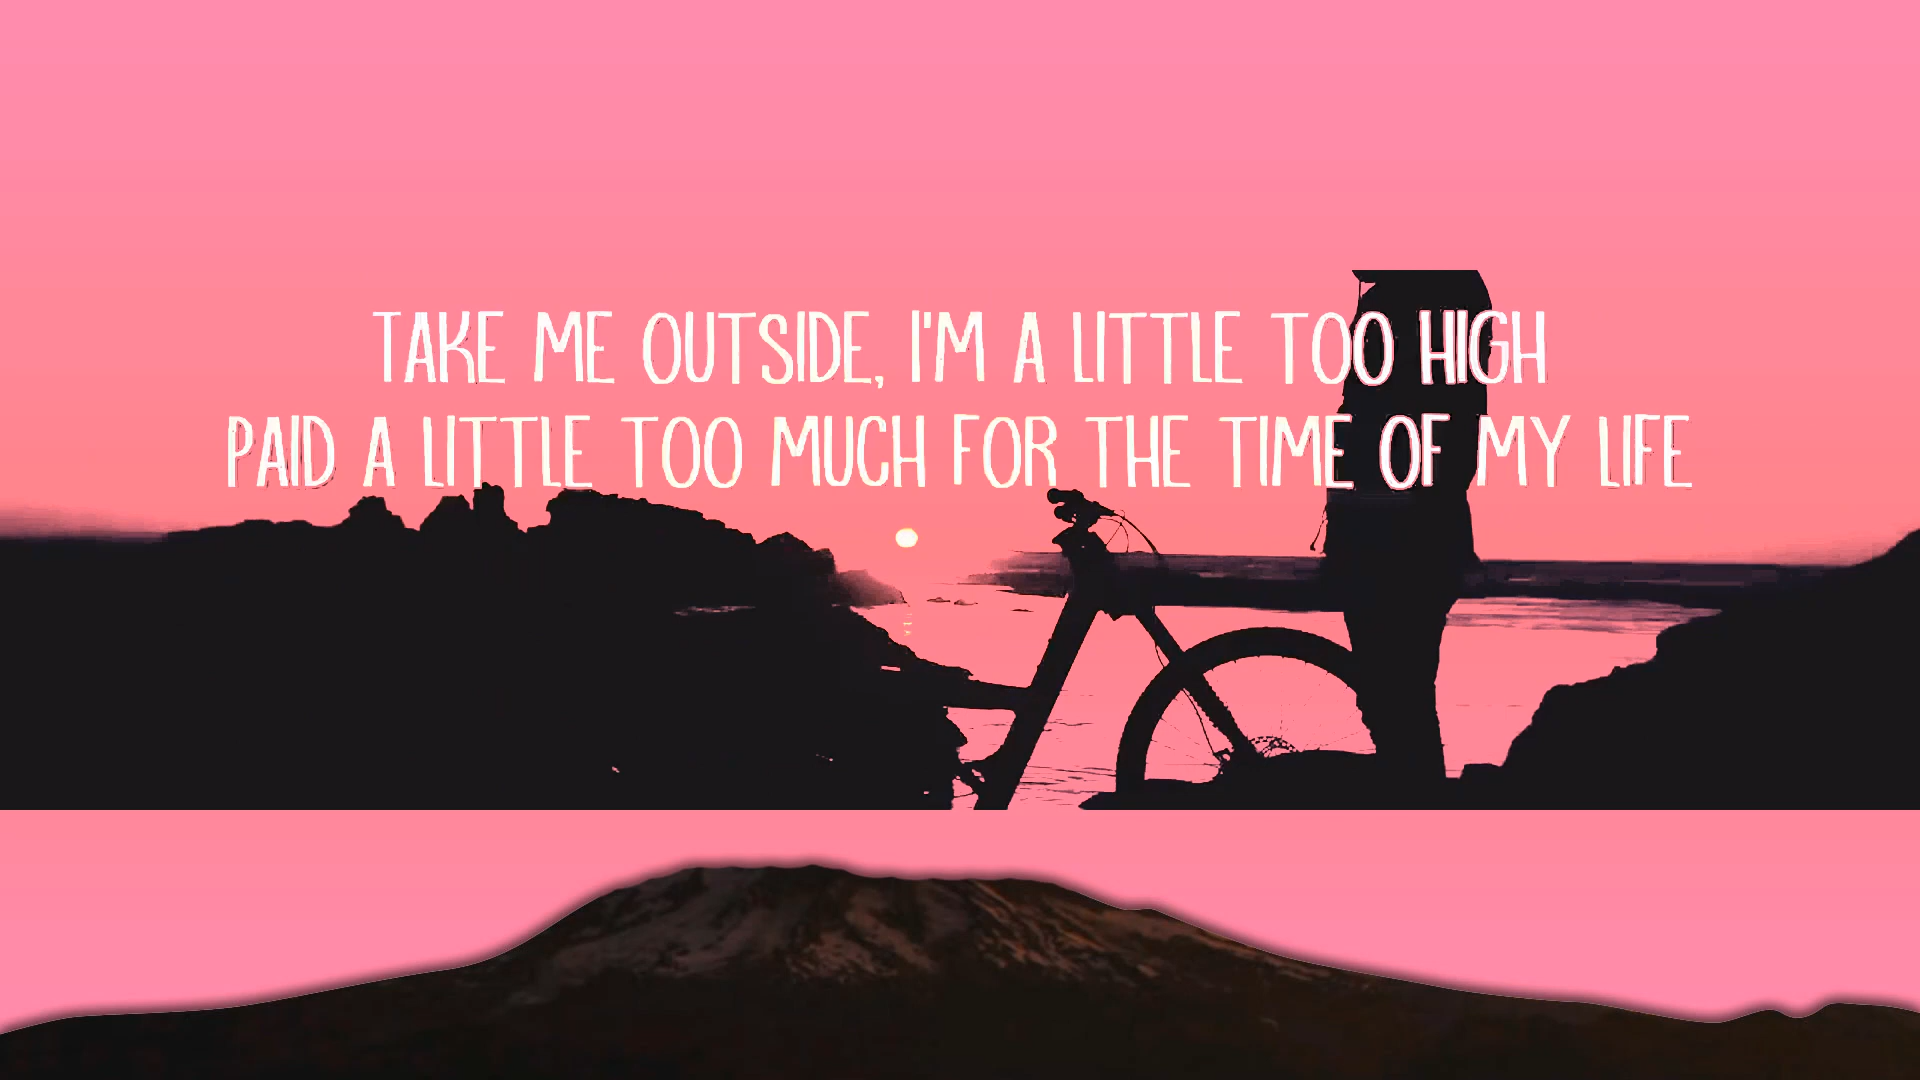 TAKE ME OUTSIDE, I'M A LITTLE TOO HIGH
PAID A LITTLE TOO MUCH FOR THE TIME OF MY LIFE